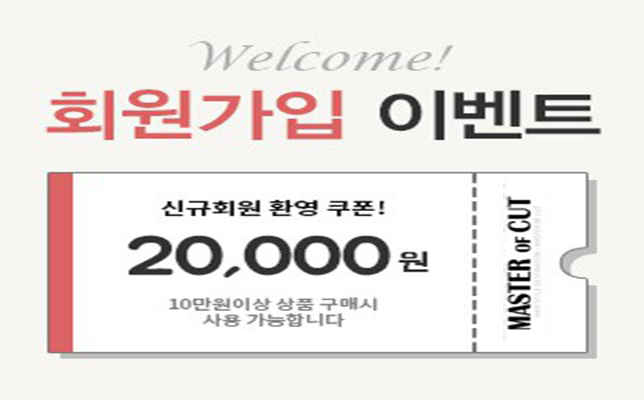 Welcome!
회원가입 이벤트
신규회원 환영 쿠폰!
20,000원
10만원이상 상품 구매시
사용 가능합니다
MASTER OF CUT